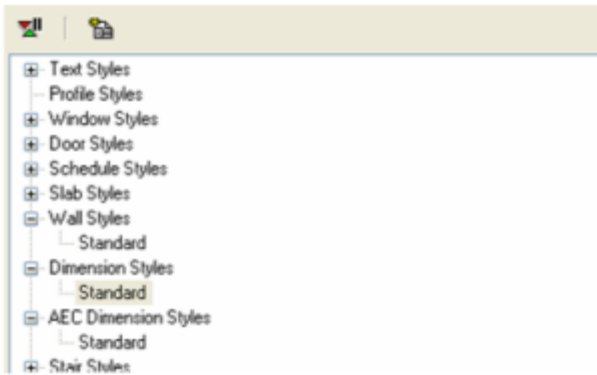 Text Styles
Profile Styles
Window Styles
Door Styles
Schedule Styles
Slab Styles
Wall Styles
Standard
Dimension Styles
Standard
AEC Dimension Styles
Standard
Stair Styles